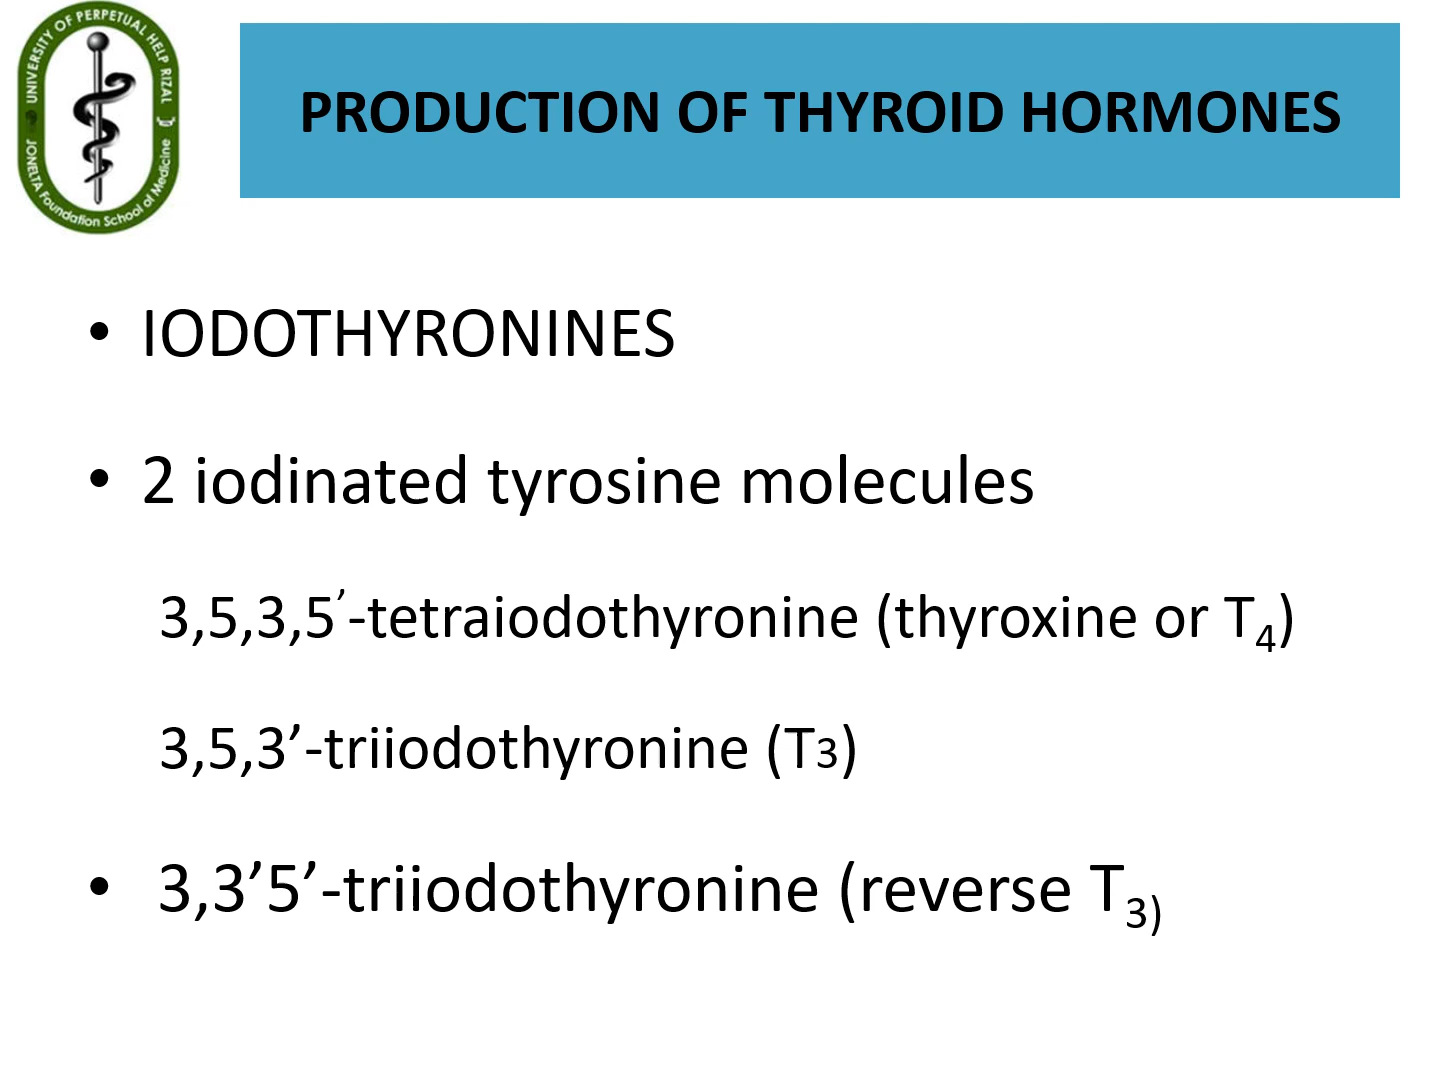 UNIVERSITY OF PERPETUAL HELP RIZAL
JONELTA Foundation School of Medicine
PRODUCTION OF THYROID HORMONES
• IODOTHYRONINES
• 2 iodinated tyrosine molecules
3,5,3,5’-tetraiodothyronine (thyroxine or T₄)
3,5,3’-triiodothyronine (T3)
• 3,3’5’-triiodothyronine (reverse T₃₎